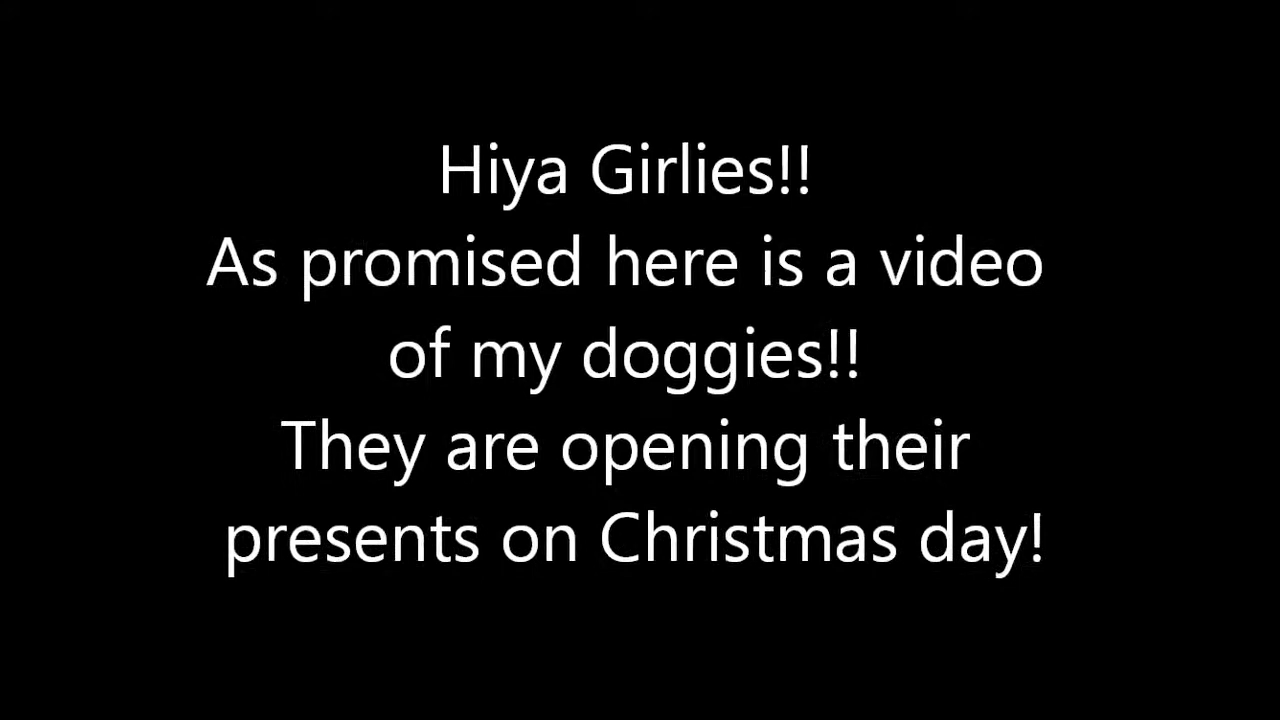 Hiya Girlies!!
As promised here is a video
of my doggies!!
They are opening their
presents on Christmas day!